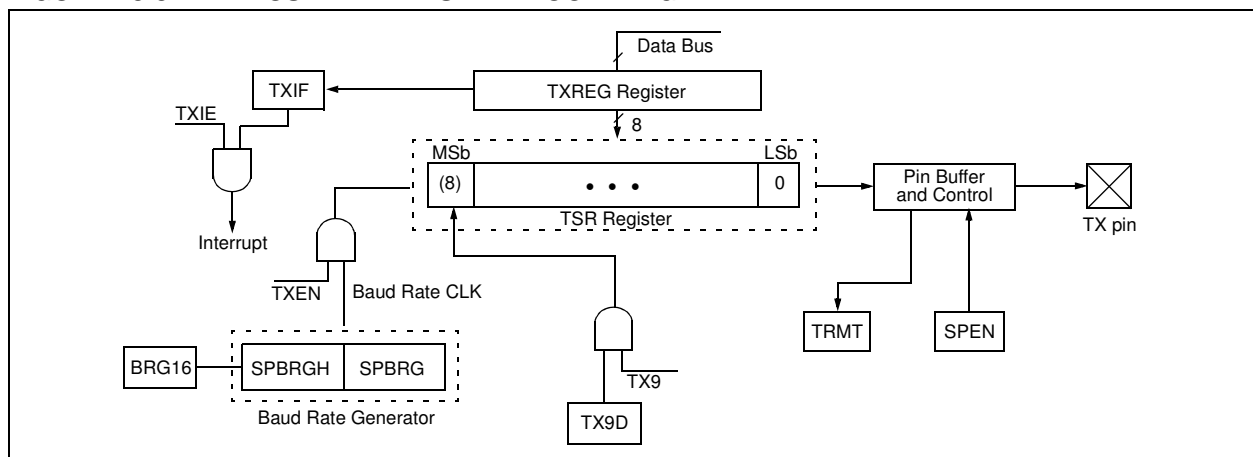 Data Bus
TXIF
TXREG Register
TXIE
8
MSb
LSb
(8)
• • •
0
TSR Register
Pin Buffer
and Control
TX pin
Interrupt
TXEN
Baud Rate CLK
TRMT
SPEN
BRG16
SPBRGH
SPBRG
TX9
Baud Rate Generator
TX9D